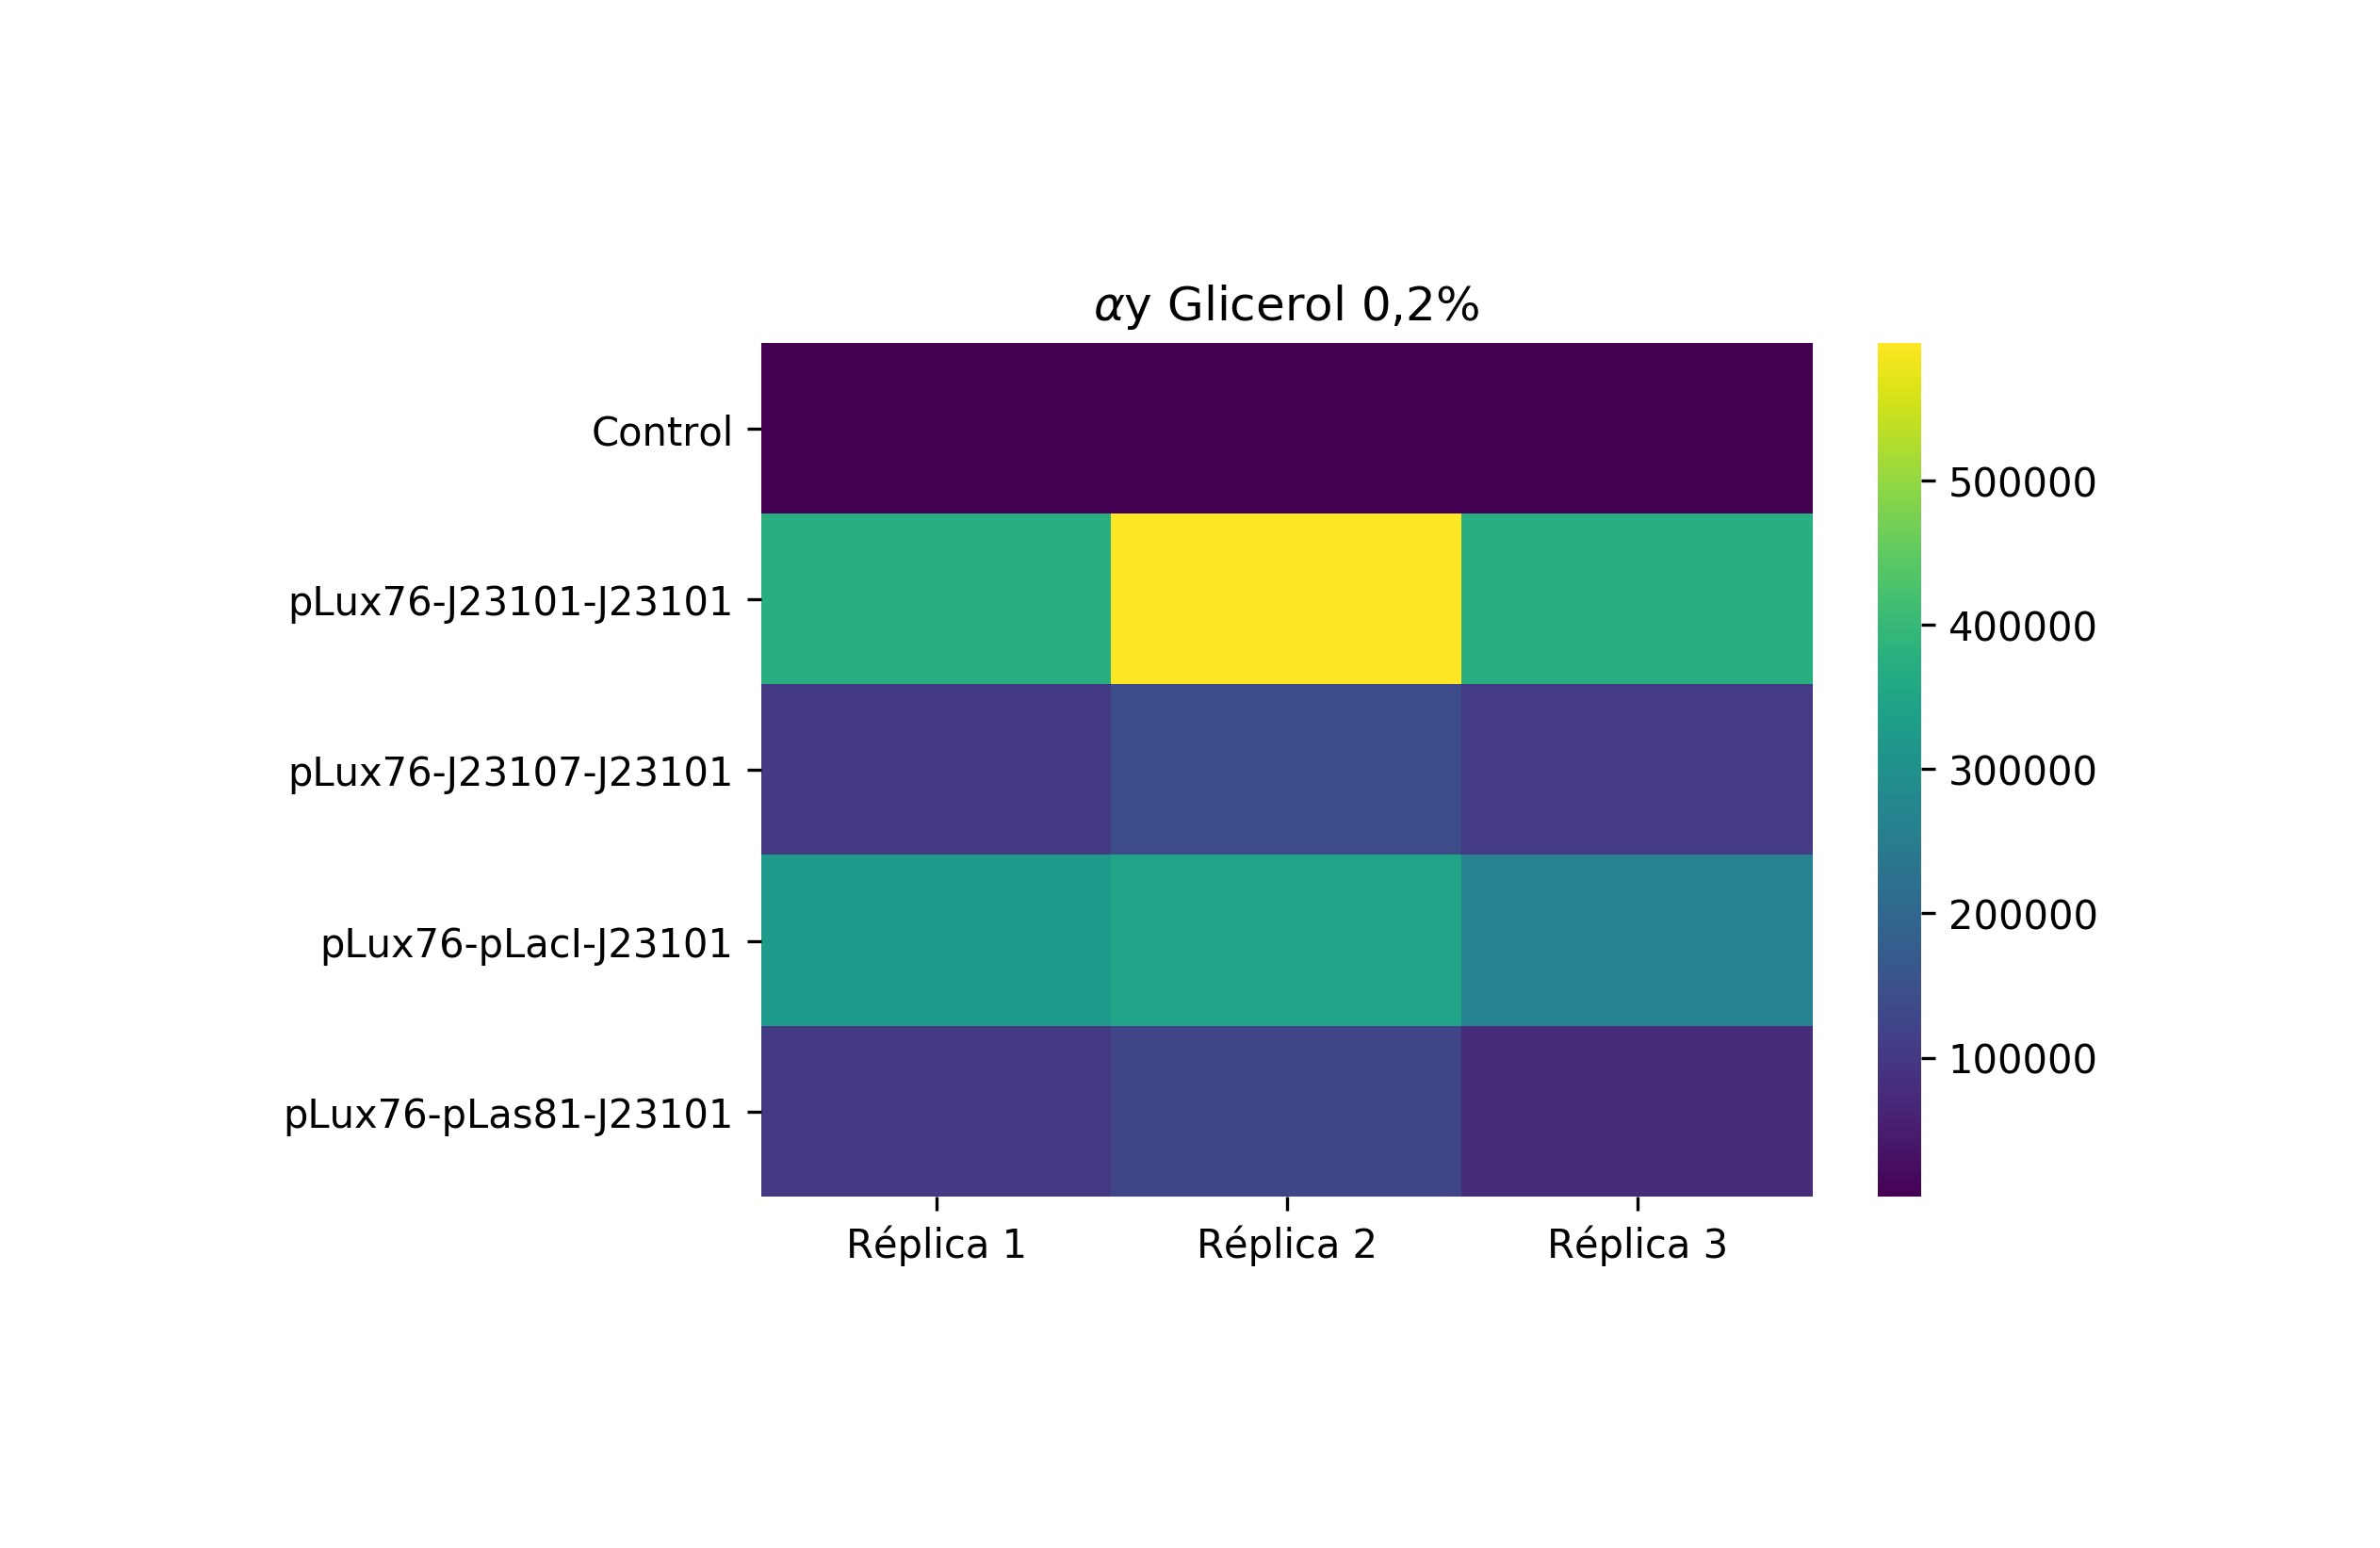 αy Glicerol 0,2%
Control
pLux76-J23101-J23101
pLux76-J23107-J23101
pLux76-pLacI-J23101
pLux76-pLas81-J23101
Réplica 1
Réplica 2
Réplica 3
500000
400000
300000
200000
100000